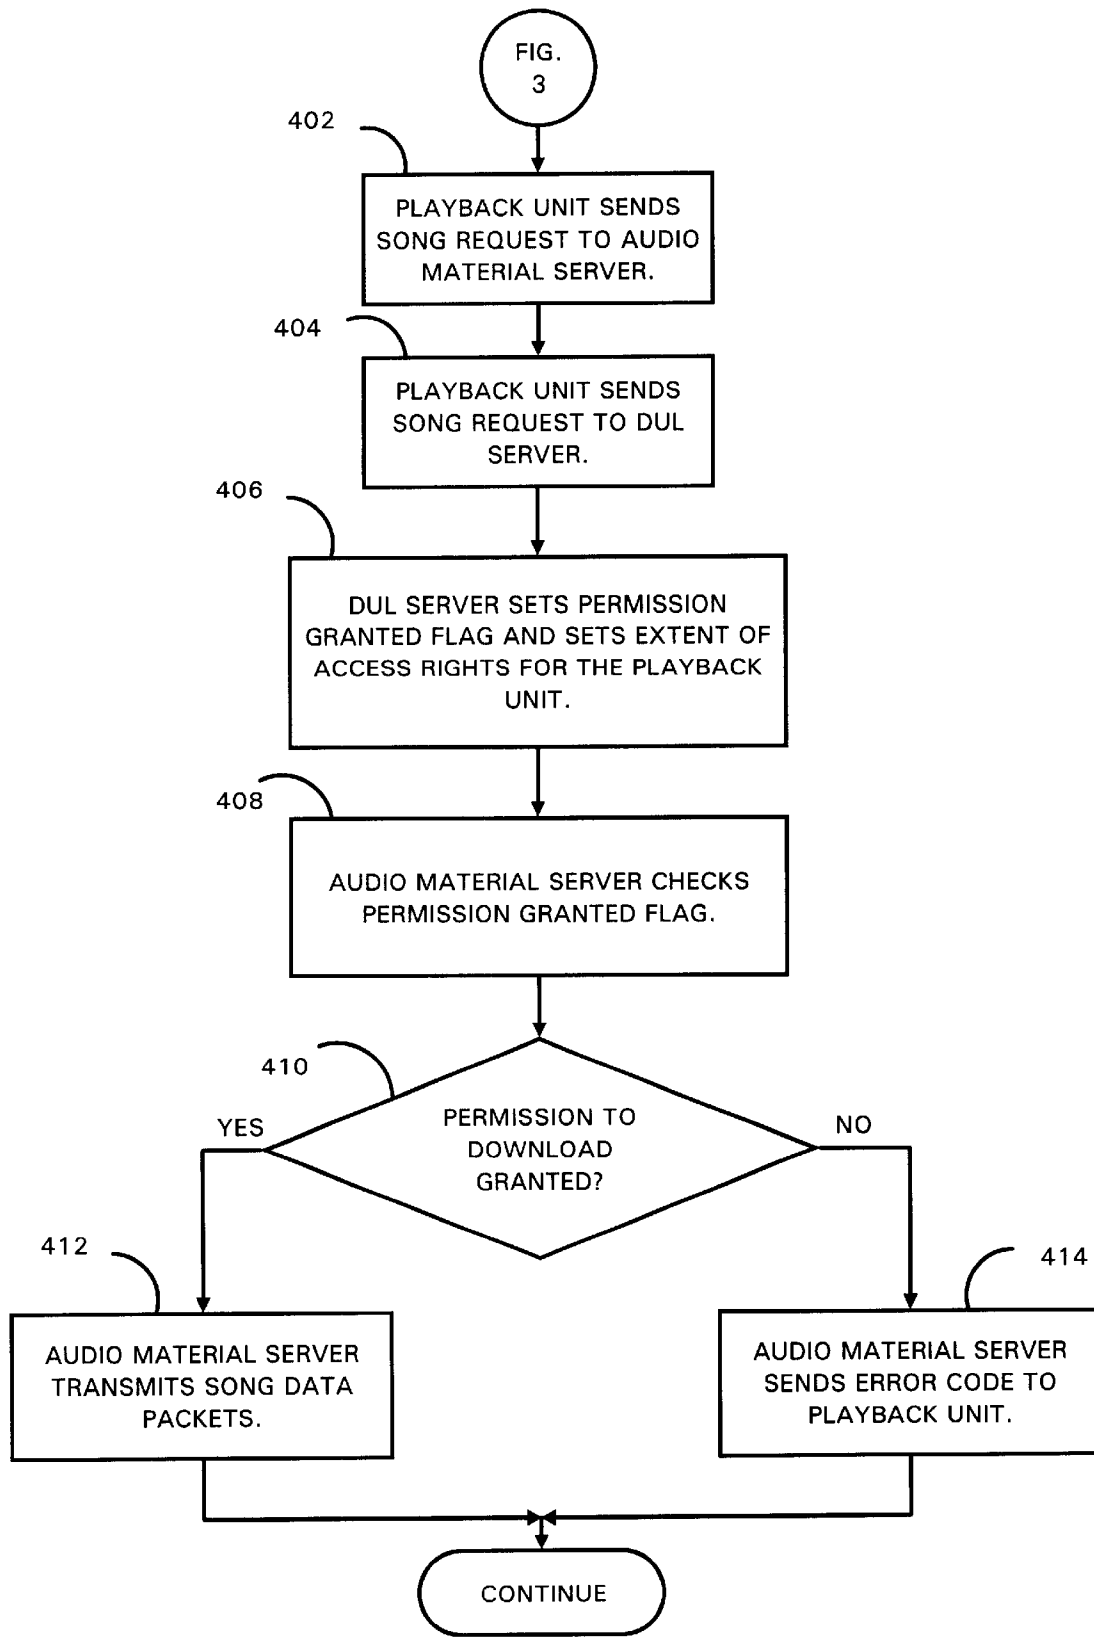 FIG.
3
402
PLAYBACK UNIT SENDS
SONG REQUEST TO AUDIO
MATERIAL SERVER.
404
PLAYBACK UNIT SENDS
SONG REQUEST TO DUL
SERVER.
406
DUL SERVER SETS PERMISSION
GRANTED FLAG AND SETS EXTENT OF
ACCESS RIGHTS FOR THE PLAYBACK
UNIT.
408
AUDIO MATERIAL SERVER CHECKS
PERMISSION GRANTED FLAG.
410
PERMISSION TO
DOWNLOAD
GRANTED?
YES
NO
412
AUDIO MATERIAL SERVER
TRANSMITS SONG DATA
PACKETS.
414
AUDIO MATERIAL SERVER
SENDS ERROR CODE TO
PLAYBACK UNIT.
CONTINUE